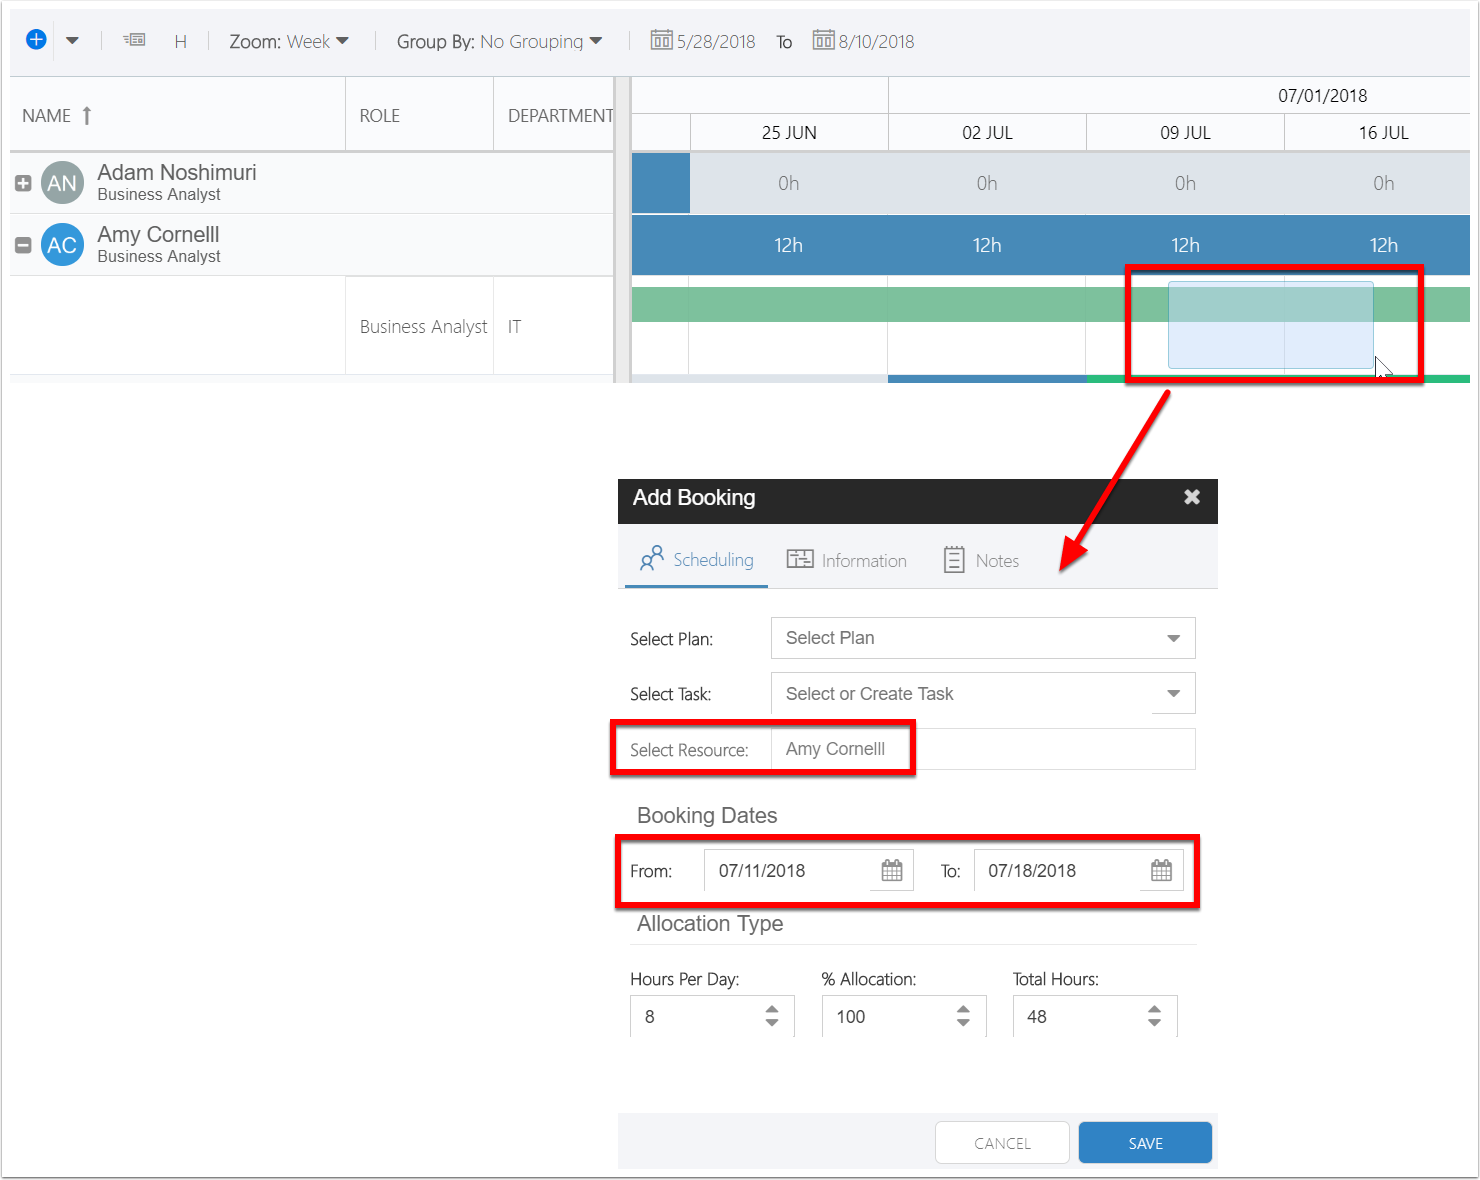 H Zoom: Week Group By: No Grouping 5/28/2018 To 8/10/2018
07/01/2018
NAME ROLE DEPARTMENT 25 JUN 02 JUL 09 JUL 16 JUL
AN Adam Noshimuri 0h 0h 0h 0h
Business Analyst
AC Amy Cornelll 12h 12h 12h 12h
Business Analyst
Business Analyst IT
Add Booking
Scheduling Information Notes
Select Plan: Select Plan
Select Task: Select or Create Task
Select Resource: Amy Cornelll
Booking Dates
From: 07/11/2018 To: 07/18/2018
Allocation Type
Hours Per Day: % Allocation: Total Hours:
8 100 48
CANCEL SAVE